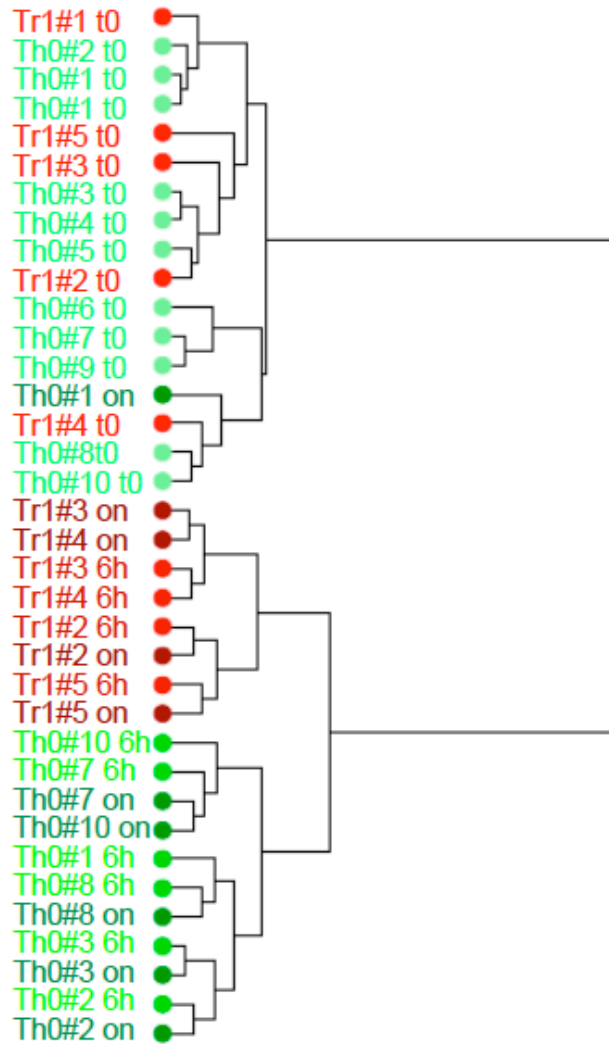 Tr1#1 t0
Th0#2 t0
Th0#1 t0
Th0#1 t0
Tr1#5 t0
Tr1#3 t0
Th0#3 t0
Th0#4 t0
Th0#5 t0
Tr1#2 t0
Th0#6 t0
Th0#7 t0
Th0#9 t0
Th0#1 on
Tr1#4 t0
Th0#8t0
Th0#10 t0
Tr1#3 on
Tr1#4 on
Tr1#3 6h
Tr1#4 6h
Tr1#2 6h
Tr1#2 on
Tr1#5 6h
Tr1#5 on
Th0#10 6h
Th0#7 6h
Th0#7 on
Th0#10 on
Th0#1 6h
Th0#8 6h
Th0#8 on
Th0#3 6h
Th0#3 on
Th0#2 6h
Th0#2 on